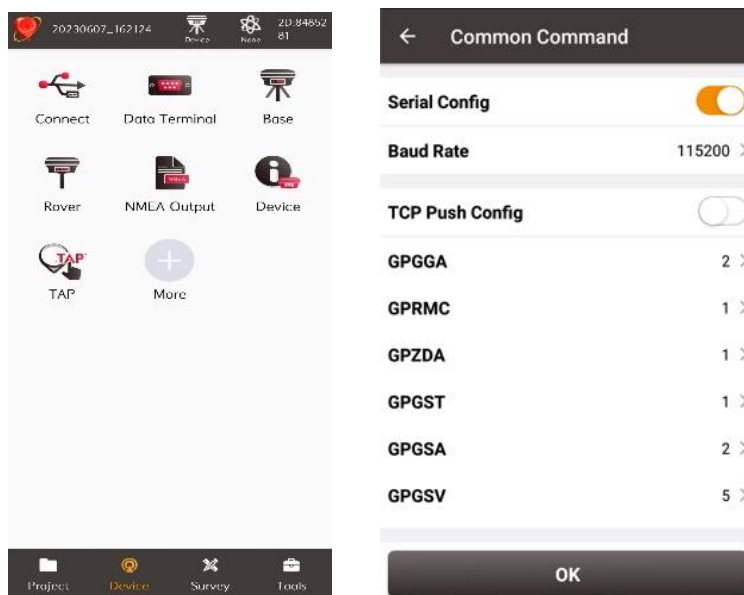 20230607_162124
Device
None
2D:84852
81
Connect
Data Terminal
Base
Rover
NMEA Output
Device
TAP
TAP
More
Project
Device
Survey
Tools
Common Command
Serial Config
Baud Rate 115200
TCP Push Config
GPGGA 2
GPRMC 1
GPZDA 1
GPGST 1
GPGSA 2
GPGSV 5
OK